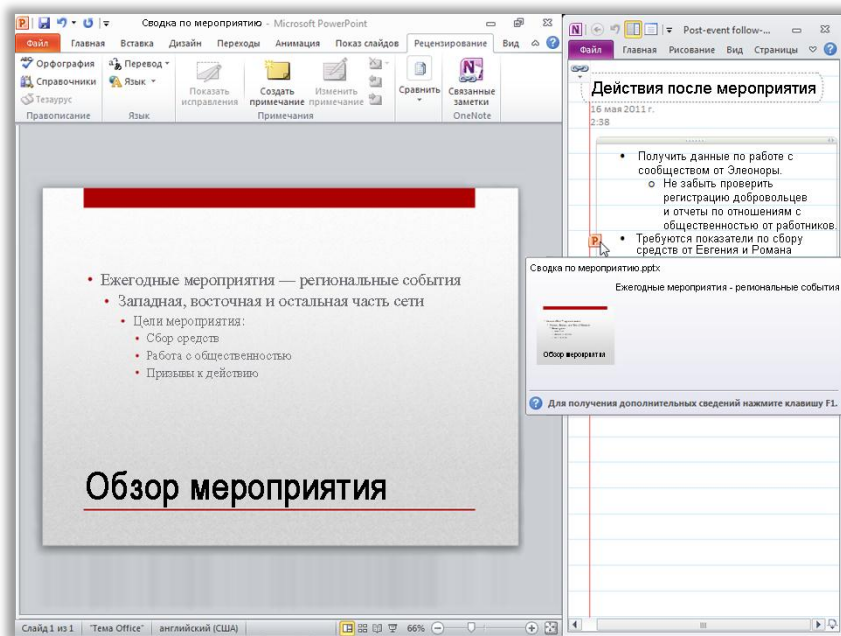 Сводка по мероприятию - Microsoft PowerPoint
Файл Главная Вставка Дизайн Переходы Анимация Показ слайдов Рецензирование Вид
Орфография
Справочники
Тезаурус
Правописание
Перевод
Язык
Язык
Показать исправления
Создать примечание
Изменить примечание
Примечания
Сравнить
Связанные заметки
OneNote
• Ежегодные мероприятия — региональные события
• Западная, восточная и остальная часть сети
• Цели мероприятия:
• Сбор средств
• Работа с общественностью
• Призывы к действию
Обзор мероприятия
Слайд 1 из 1 "Тема Office" английский (США) 66%
Post-event follow-...
Файл Главная Рисование Вид Страницы
Действия после мероприятия
16 мая 2011 г.
2:38
• Получить данные по работе с
сообществом от Элеоноры.
o Не забыть проверить
регистрацию добровольцев
и отчеты по отношениям с
общественностью от работников.
• Требуются показатели по сбору
средств от Евгения и Романа
Сводка по мероприятию.pptx
Ежегодные мероприятия - региональные события
Обзор мероприятия
Для получения дополнительных сведений нажмите клавишу F1.